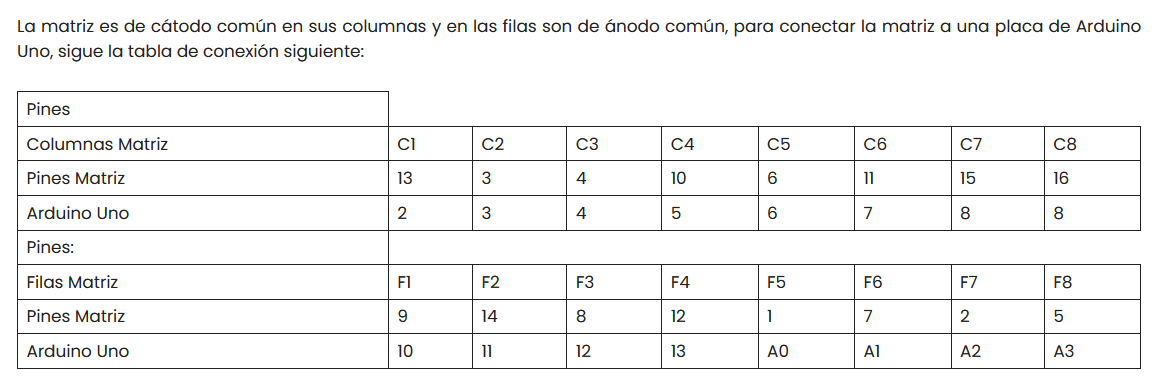 La matriz es de cátodo común en sus columnas y en las filas son de ánodo común, para conectar la matriz a una placa de Arduino
Uno, sigue la tabla de conexión siguiente:
Pines
Columnas Matriz C1 C2 C3 C4 C5 C6 C7 C8
Pines Matriz 13 3 4 10 6 11 15 16
Arduino Uno 2 3 4 5 6 7 8 8
Pines:
Filas Matriz F1 F2 F3 F4 F5 F6 F7 F8
Pines Matriz 9 14 8 12 1 7 2 5
Arduino Uno 10 11 12 13 A0 A1 A2 A3